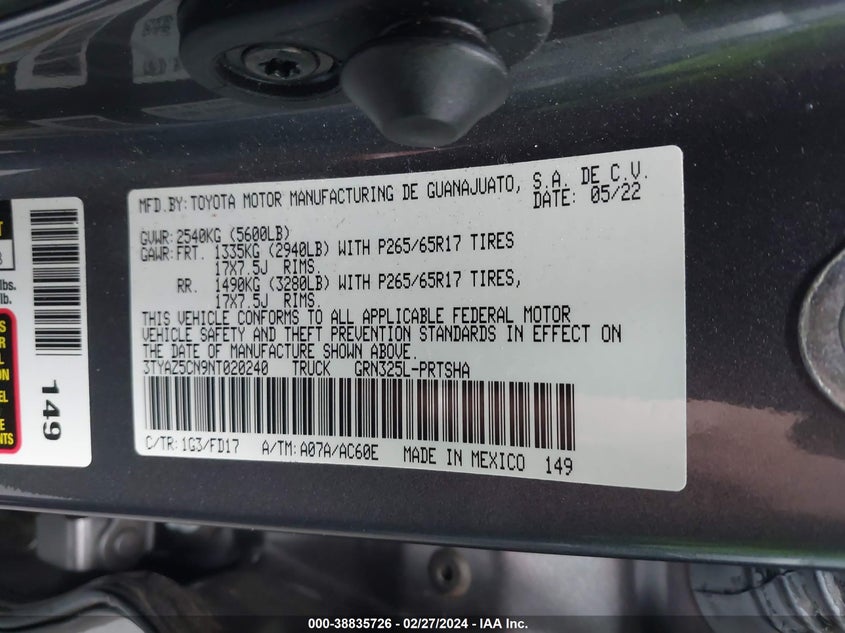 MFD.BY:TOYOTA MOTOR MANUFACTURING DE GUANAJUATO, S.A. DE C.V.
DATE: 05/22
GVWR:2540KG (5600LB)
GAWR:FRT. 1335KG (2940LB) WITH P265/65R17 TIRES
17X7.5J RIMS.
RR. 1490KG (3280LB) WITH P265/65R17 TIRES,
17X7.5J RIMS.
THIS VEHICLE CONFORMS TO ALL APPLICABLE FEDERAL MOTOR
VEHICLE SAFETY AND THEFT PREVENTION STANDARDS IN EFFECT ON
THE DATE OF MANUFACTURE SHOWN ABOVE.
3TYAZ5CN9NT020240 TRUCK GRN325L-PRTSHA
C/TR:1G3/FD17 A/TM:A07A/AC60E MADE IN MEXICO 149
lbs.
lb.
149
000-38835726 – 02/27/2024 – IAA Inc.